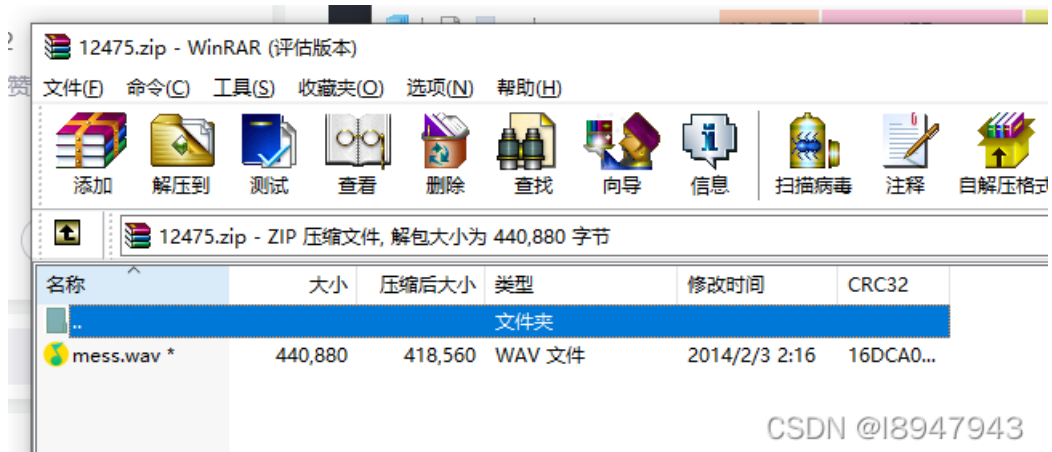 2
赞
12475.zip - WinRAR (评估版本)
文件(F) 命令(C) 工具(S) 收藏夹(O) 选项(N) 帮助(H)
添加 解压到 测试 查看 删除 查找 向导 信息 扫描病毒 注释 自解压格式
12475.zip - ZIP 压缩文件, 解包大小为 440,880 字节
名称 大小 压缩后大小 类型 修改时间 CRC32
.. 文件夹
mess.wav * 440,880 418,560 WAV 文件 2014/2/3 2:16 16DCA0...
CSDN @l8947943